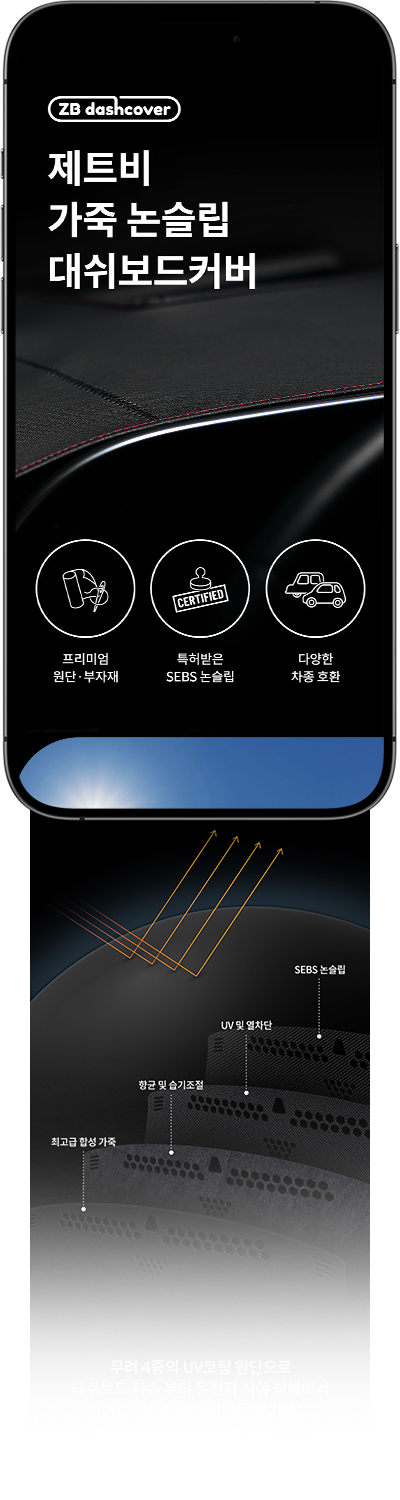 ZB dashcover
제트비
가죽 논슬립
대쉬보드커버
CERTIFIED
프리미엄
원단·부자재
특허받은
SEBS 논슬립
다양한
차종 호환
SEBS 논슬립
UV 및 열차단
항균 및 습기조절
최고급 합성 가죽
무려 4중의 UV코팅 원단으로
대쉬보드 파손 부터 운전자 시야 방해에서